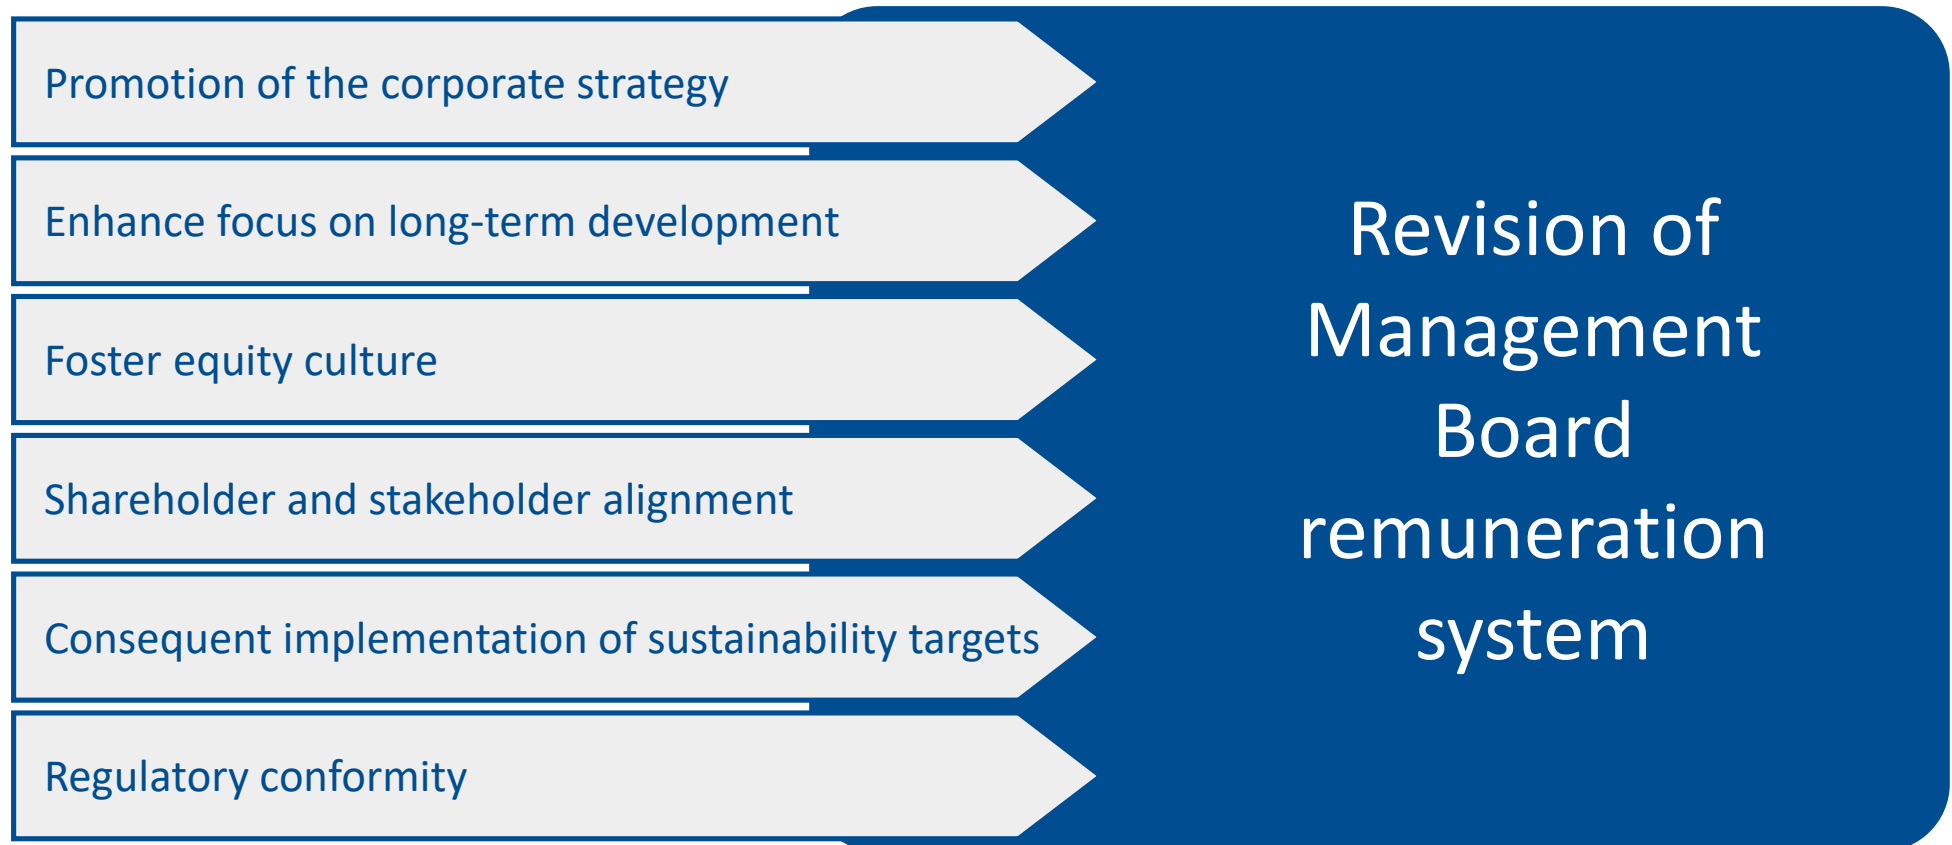 Promotion of the corporate strategy
Enhance focus on long-term development
Foster equity culture
Shareholder and stakeholder alignment
Consequent implementation of sustainability targets
Regulatory conformity
Revision of
Management
Board
remuneration
system